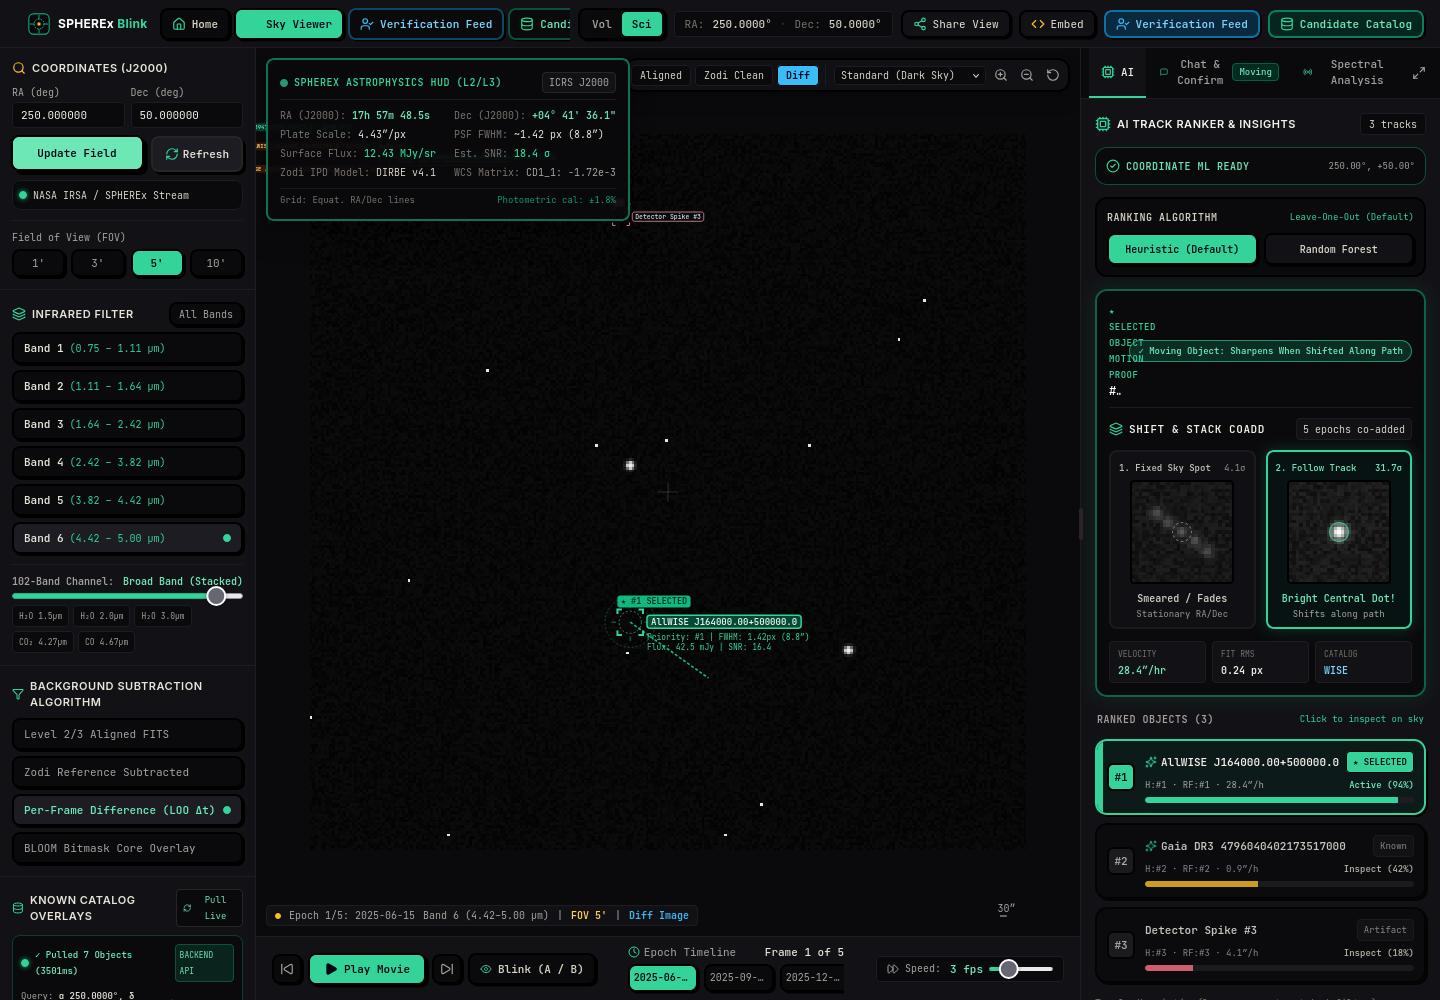 SPHEREx Blink
Home
Sky Viewer
Verification Feed
Candi
Vol
Sci
RA: 250.0000° · Dec: 50.0000°
Share View
Embed
Verification Feed
Candidate Catalog
COORDINATES (J2000)
RA (deg)
Dec (deg)
250.000000
50.000000
Update Field
Refresh
NASA IRSA / SPHEREx Stream
Field of View (FOV)
1'
3'
5'
10'
INFRARED FILTER
All Bands
Band 1 (0.75 – 1.11 µm)
Band 2 (1.11 – 1.64 µm)
Band 3 (1.64 – 2.42 µm)
Band 4 (2.42 – 3.82 µm)
Band 5 (3.82 – 4.42 µm)
Band 6 (4.42 – 5.00 µm)
102-Band Channel: Broad Band (Stacked)
H₂O 1.5µm
H₂O 2.0µm
H₂O 3.0µm
CO₂ 4.27µm
CO 4.67µm
BACKGROUND SUBTRACTION
ALGORITHM
Level 2/3 Aligned FITS
Zodi Reference Subtracted
Per-Frame Difference (LOO Δt)
BLOOM Bitmask Core Overlay
KNOWN CATALOG
OVERLAYS
Pull
Live
✓ Pulled 7 Objects
(3501ms)
BACKEND
API
Query: α 250.0000°, δ
SPHEREX ASTROPHYSICS HUD (L2/L3)
ICRS J2000
RA (J2000): 17h 57m 48.5s
Dec (J2000): +04° 41' 36.1"
Plate Scale: 4.43″/px
PSF FWHM: ~1.42 px (8.8″)
Surface Flux: 12.43 MJy/sr
Est. SNR: 18.4 σ
Zodi IPD Model: DIRBE v4.1
WCS Matrix: CD1_1: -1.72e-3
Grid: Equat. RA/Dec lines
Photometric cal: ±1.8%
Aligned
Zodi Clean
Diff
Standard (Dark Sky)
Detector Spike #3
★ #1 SELECTED
AllWISE J164000.00+500000.0
Priority: #1 | FWHM: 1.42px (8.8″)
Flux: 42.5 mJy | SNR: 16.4
Epoch 1/5: 2025-06-15 Band 6 (4.42–5.00 µm) | FOV 5' | Diff Image
30″
Play Movie
Blink (A / B)
Epoch Timeline
Frame 1 of 5
2025-06-…
2025-09-…
2025-12-…
Speed: 3 fps
AI
Chat &
Confirm
Moving
Spectral
Analysis
AI TRACK RANKER & INSIGHTS
3 tracks
COORDINATE ML READY
250.00°, +50.00°
RANKING ALGORITHM
Leave-One-Out (Default)
Heuristic (Default)
Random Forest
★
SELECTED
OBJECT
MOTION
PROOF
✓ Moving Object: Sharpens When Shifted Along Path
#…
SHIFT & STACK COADD
5 epochs co-added
1. Fixed Sky Spot 4.1σ
2. Follow Track 31.7σ
Smeared / Fades
Stationary RA/Dec
Bright Central Dot!
Shifts along path
VELOCITY
28.4″/hr
FIT RMS
0.24 px
CATALOG
WISE
RANKED OBJECTS (3)
Click to inspect on sky
#1
AllWISE J164000.00+500000.0
★ SELECTED
H:#1 · RF:#1 · 28.4″/h
Active (94%)
#2
Gaia DR3 4796040402173517000
Known
H:#2 · RF:#2 · 0.9″/h
Inspect (42%)
#3
Detector Spike #3
Artifact
H:#3 · RF:#3 · 4.1″/h
Inspect (18%)